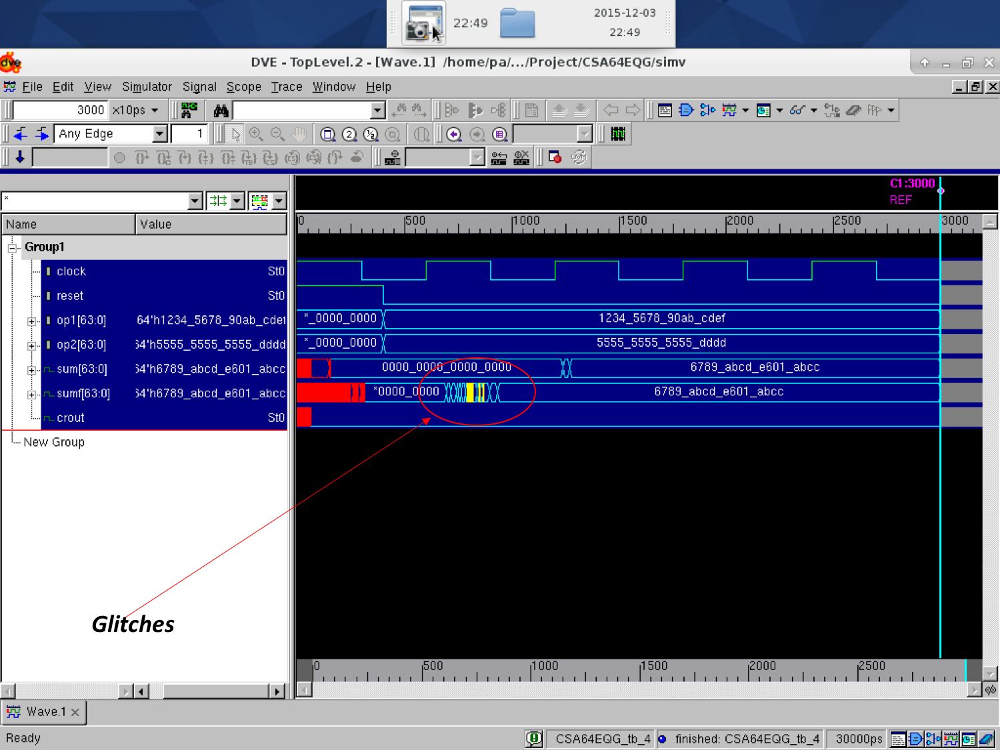 22:49
2015-12-03
22:49
dve
DVE - TopLevel.2 - [Wave.1]  /home/pa/.../Project/CSA64EQG/simv
File Edit View Simulator Signal Scope Trace Window Help
3000 x10ps
Any Edge
1
C1:3000
REF
*
Name Value
0 500 1000 1500 2000 2500 3000
Group1
clock St0
reset St0
op1[63:0] 64'h1234_5678_90ab_cdef
*_0000_0000 1234_5678_90ab_cdef
op2[63:0] 54'h5555_5555_5555_dddd
*_0000_0000 5555_5555_5555_dddd
sum[63:0] 54'h6789_abcd_e601_abcc
0000_0000_0000_0000 6789_abcd_e601_abcc
sumf[63:0] 54'h6789_abcd_e601_abcc
*0000_0000 6789_abcd_e601_abcc
crout St0
New Group
Glitches
0 500 1000 1500 2000 2500
Wave.1
Ready
CSA64EQG_tb_4 finished: CSA64EQG_tb_4 30000ps